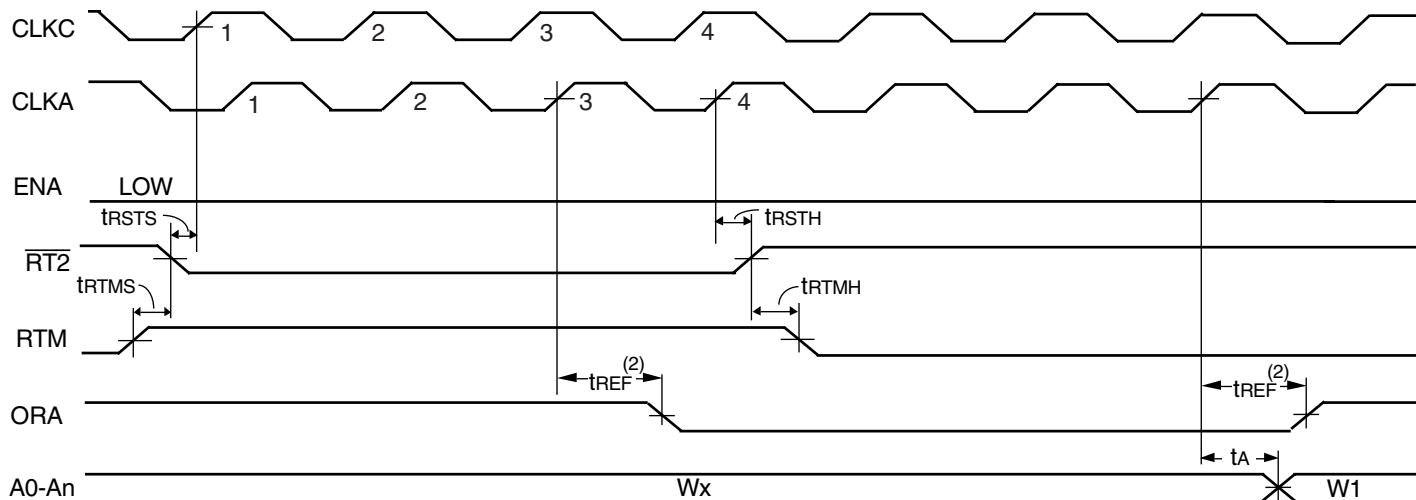 CLKC 1 2 3 4
CLKA 1 2 3 4
ENA LOW
tRSTS tRSTH
RT2
tRTMS tRTMH
RTM
tREF(2) tREF(2)
ORA
tA
A0-An Wx W1